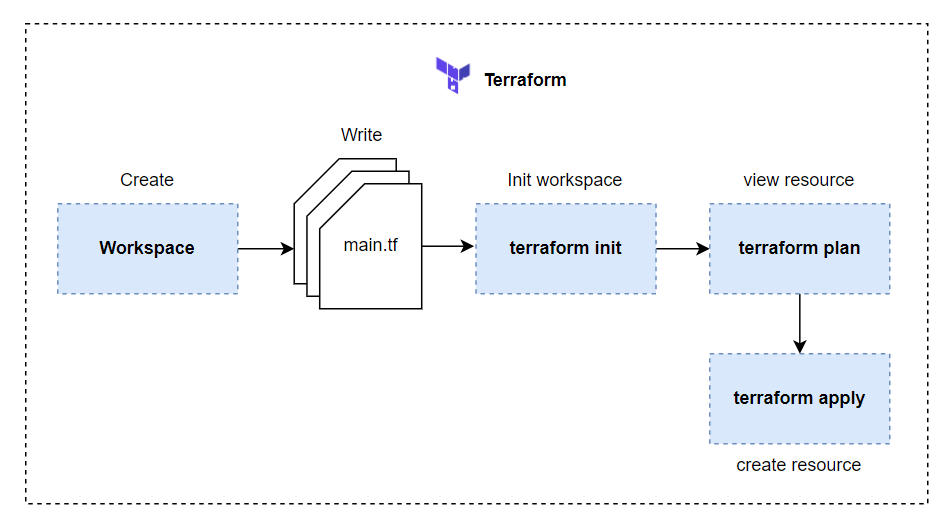 Terraform
Write
Create
Init workspace
view resource
Workspace
main.tf
terraform init
terraform plan
terraform apply
create resource